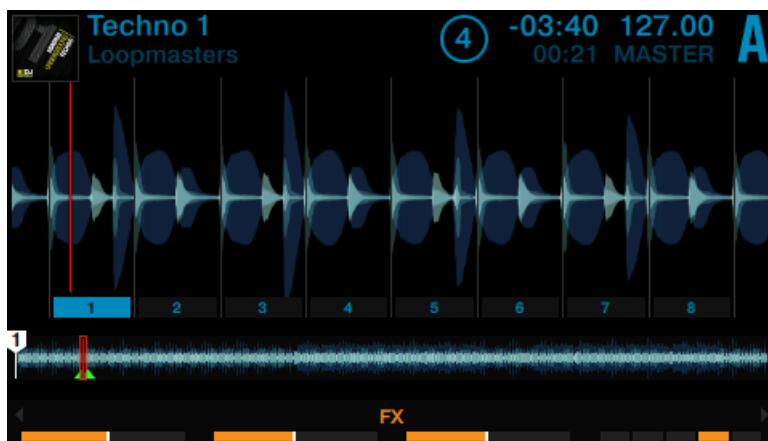 Techno 1
Loopmasters
4
-03:40 127.00
00:21 MASTER
A
1 2 3 4 5 6 7 8
1
FX